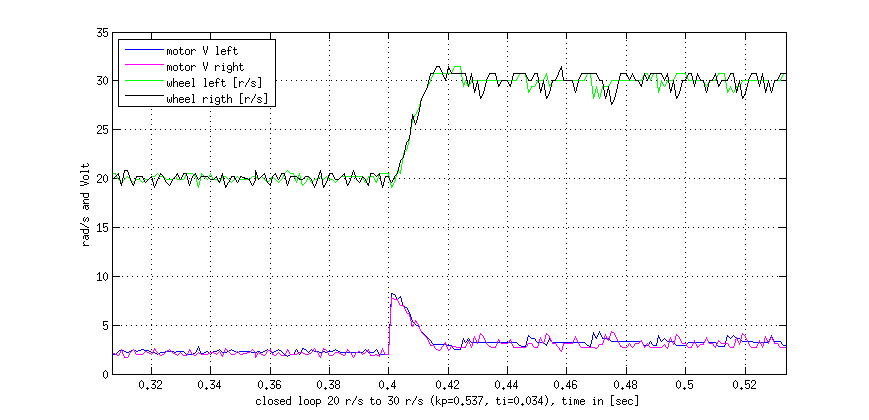 35
30
25
20
15
10
5
0
rad/s and Volt
motor V left
motor V right
wheel left [r/s]
wheel rigth [r/s]
0.32 0.34 0.36 0.38 0.4 0.42 0.44 0.46 0.48 0.5 0.52
closed loop 20 r/s to 30 r/s (kp=0.537, ti=0.034), time in [sec]